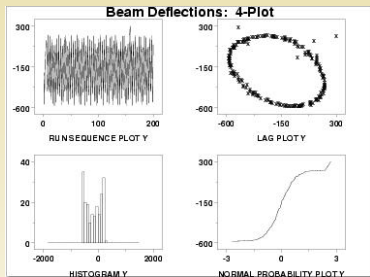 Beam Deflections: 4-Plot
300
-150
-600
0 100 200
RUN SEQUENCE PLOT Y
300
-150
-600
-600 -150 300
LAG PLOT Y
40
20
0
-2000 0 2000
HISTOGRAM Y
300
-150
-600
-3 0 3
NORMAL PROBABILITY PLOT Y